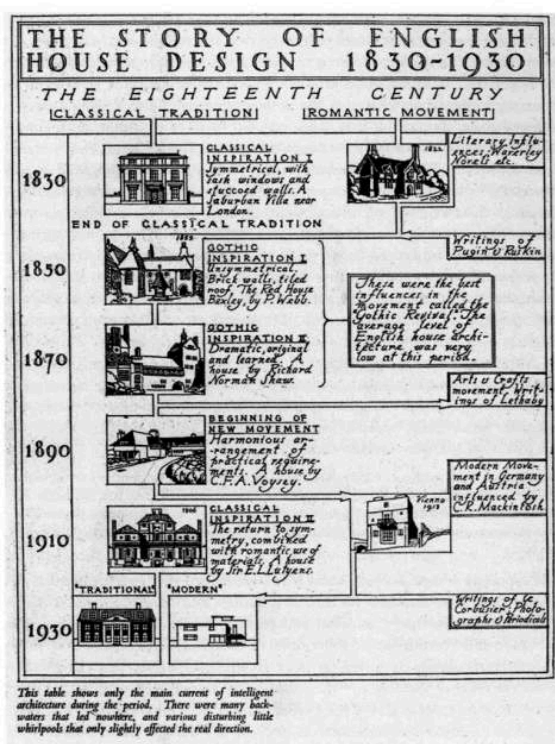 THE STORY OF ENGLISH
HOUSE DESIGN 1830-1930
THE EIGHTEENTH CENTURY
CLASSICAL TRADITION
ROMANTIC MOVEMENT
1830
CLASSICAL
INSPIRATION I
Symmetrical, with
sash windows and
stuccoed walls. A
Suburban Villa near
London.
1822
Literary Influ-
ences; Waverley
Novels etc.
END OF CLASSICAL TRADITION
Writings of
Pugin & Ruskin
1850
GOTHIC
INSPIRATION I
Unsymmetrical,
Brick walls, tiled
roof. The Red House
Bexley, by P. Webb.
These were the best
influences in the
movement called the
Gothic Revival. The
average level of
English house archi-
tecture was very
low at this period.
1870
GOTHIC
INSPIRATION II
Dramatic, original
and learned. A
house by Richard
Norman Shaw.
Arts & Crafts
movement. Writ-
ings of Lethaby
1890
BEGINNING OF
NEW MOVEMENT
Harmonious ar-
rangement of
practical require-
ments. A house by
C.F.A. Voysey.
Modern Move-
ment in Germany
and Austria
influenced by
C.R. Mackintosh.
Vienna
1912
1910
1906
CLASSICAL
INSPIRATION II
The return to sym-
metry, combined
with romantic use of
materials. A house
by Sir E.L. Lutyens.
"TRADITIONAL"
"MODERN"
Writings of Le
Corbusier, Photo-
graphs & Periodicals
1930
This table shows only the main current of intelligent
architecture during the period. There were many back-
waters that led nowhere, and various disturbing little
whirlpools that only slightly affected the real direction.